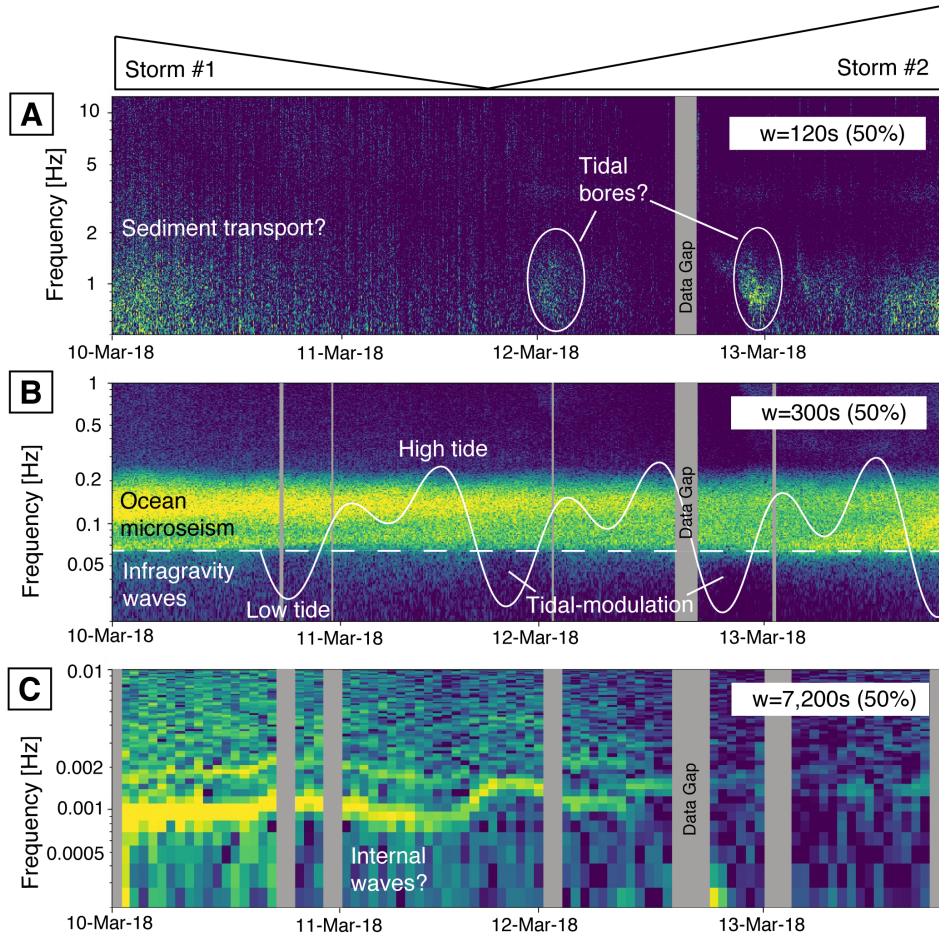 Storm #1
Storm #2
A
Frequency [Hz]
10
5
2
1
w=120s (50%)
Tidal
bores?
Sediment transport?
Data Gap
10-Mar-18
11-Mar-18
12-Mar-18
13-Mar-18
B
Frequency [Hz]
1
0.5
0.2
0.1
0.05
w=300s (50%)
High tide
Ocean
microseism
Data Gap
Infragravity
waves
Low tide
Tidal-modulation
10-Mar-18
11-Mar-18
12-Mar-18
13-Mar-18
C
Frequency [Hz]
0.01
0.002
0.001
0.0005
w=7,200s (50%)
Data Gap
Internal
waves?
10-Mar-18
11-Mar-18
12-Mar-18
13-Mar-18